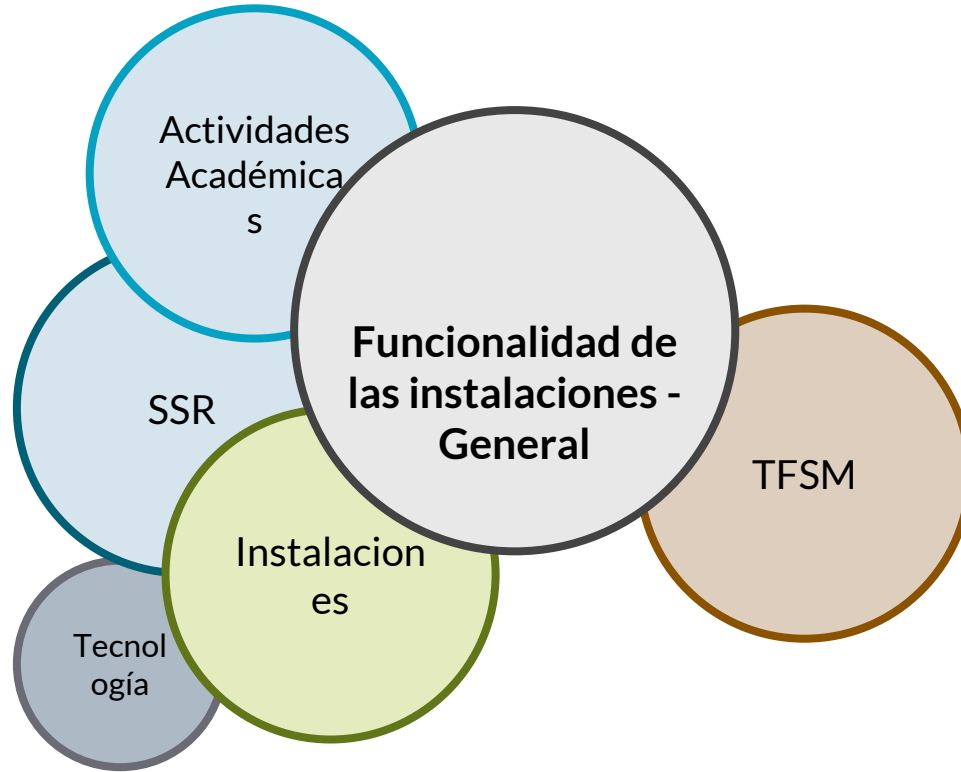 Actividades
Académica
s
Funcionalidad de
las instalaciones -
General
SSR
TFSM
Instalacion
es
Tecnol
ogía